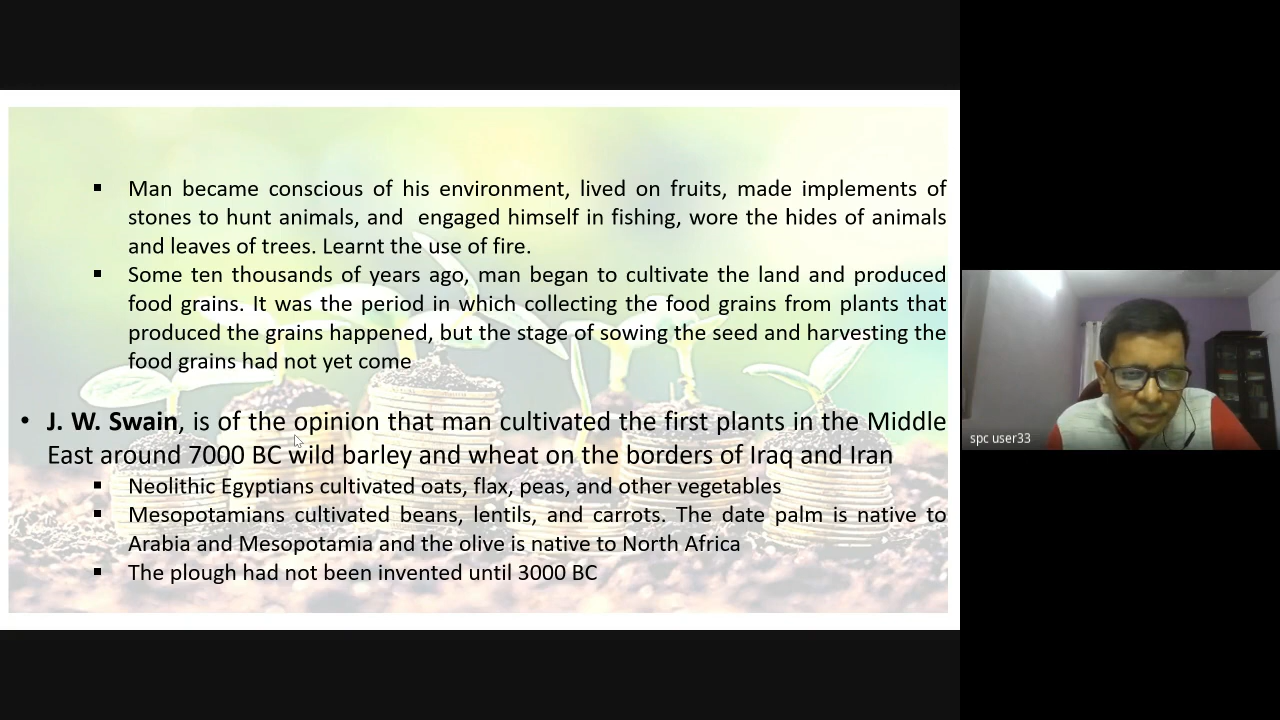 ▪ Man became conscious of his environment, lived on fruits, made implements of
stones to hunt animals, and engaged himself in fishing, wore the hides of animals
and leaves of trees. Learnt the use of fire.
▪ Some ten thousands of years ago, man began to cultivate the land and produced
food grains. It was the period in which collecting the food grains from plants that
produced the grains happened, but the stage of sowing the seed and harvesting the
food grains had not yet come
• J. W. Swain, is of the opinion that man cultivated the first plants in the Middle
East around 7000 BC wild barley and wheat on the borders of Iraq and Iran
▪ Neolithic Egyptians cultivated oats, flax, peas, and other vegetables
▪ Mesopotamians cultivated beans, lentils, and carrots. The date palm is native to
Arabia and Mesopotamia and the olive is native to North Africa
▪ The plough had not been invented until 3000 BC
spc user33